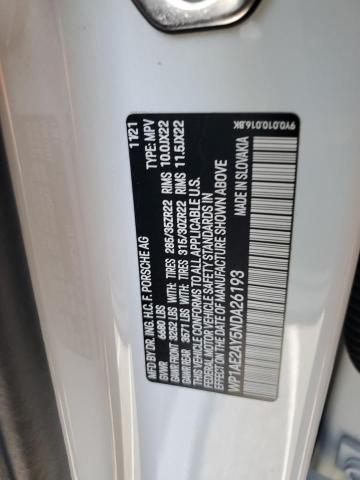 MFD. BY DR. ING. H.C. F. PORSCHE AG 11/21
GVWR 6680 LBS TYPE: MPV
GAWR FRONT 3252 LBS WITH: TIRES 285/35ZR22 RIMS 10.0JX22
GAWR REAR 3571 LBS WITH: TIRES 315/30ZR22 RIMS 11.5JX22
THIS VEHICLE CONFORMS TO ALL APPLICABLE U.S.
FEDERAL MOTOR VEHICLE SAFETY STANDARDS IN
EFFECT ON THE DATE OF MANUFACTURE SHOWN ABOVE
WP1AE2AY5NDA26193 MADE IN SLOVAKIA
9Y0.010.016.BK